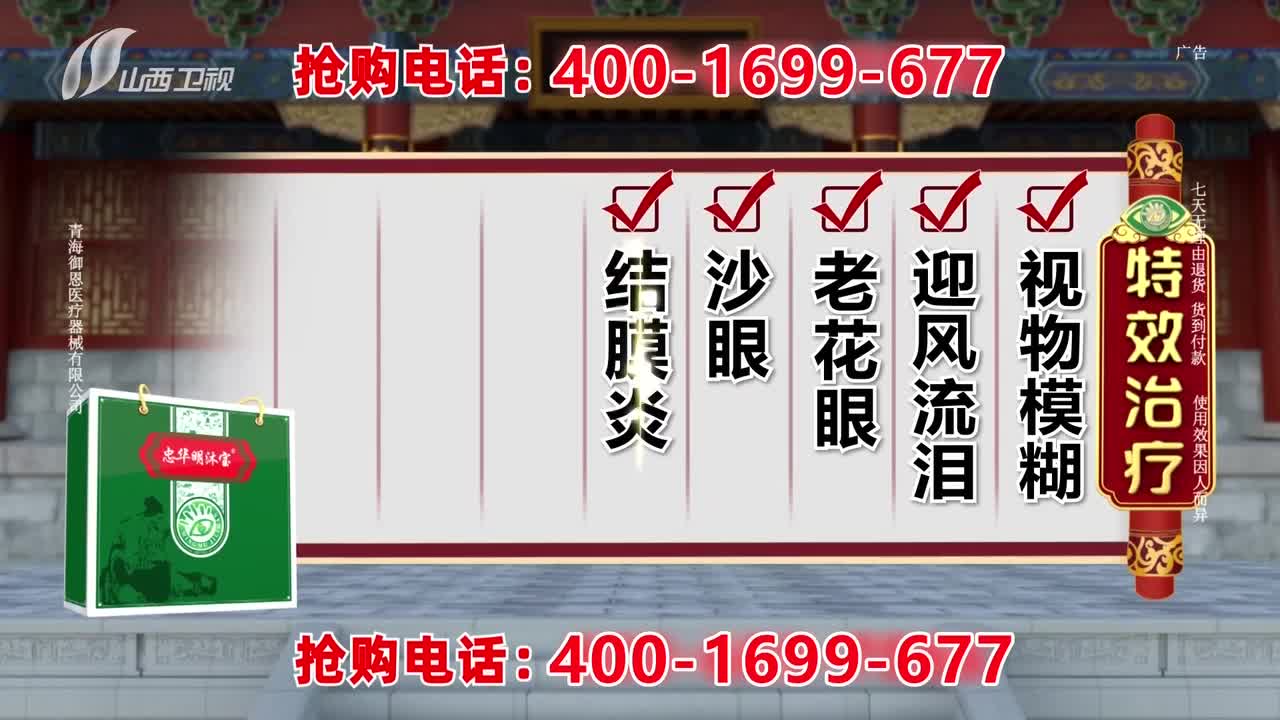 山西卫视
抢购电话：400-1699-677
广告
特效治疗
视物模糊
迎风流泪
老花眼
沙眼
结膜炎
七天无理由退货 货到付款 使用效果因人而异
青海御恩医疗器械有限公司
忠华明沐宝
抢购电话：400-1699-677